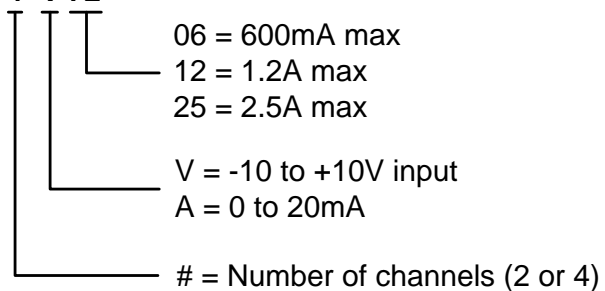 06 = 600mA max
12 = 1.2A max
25 = 2.5A max
V = -10 to +10V input
A = 0 to 20mA
# = Number of channels (2 or 4)